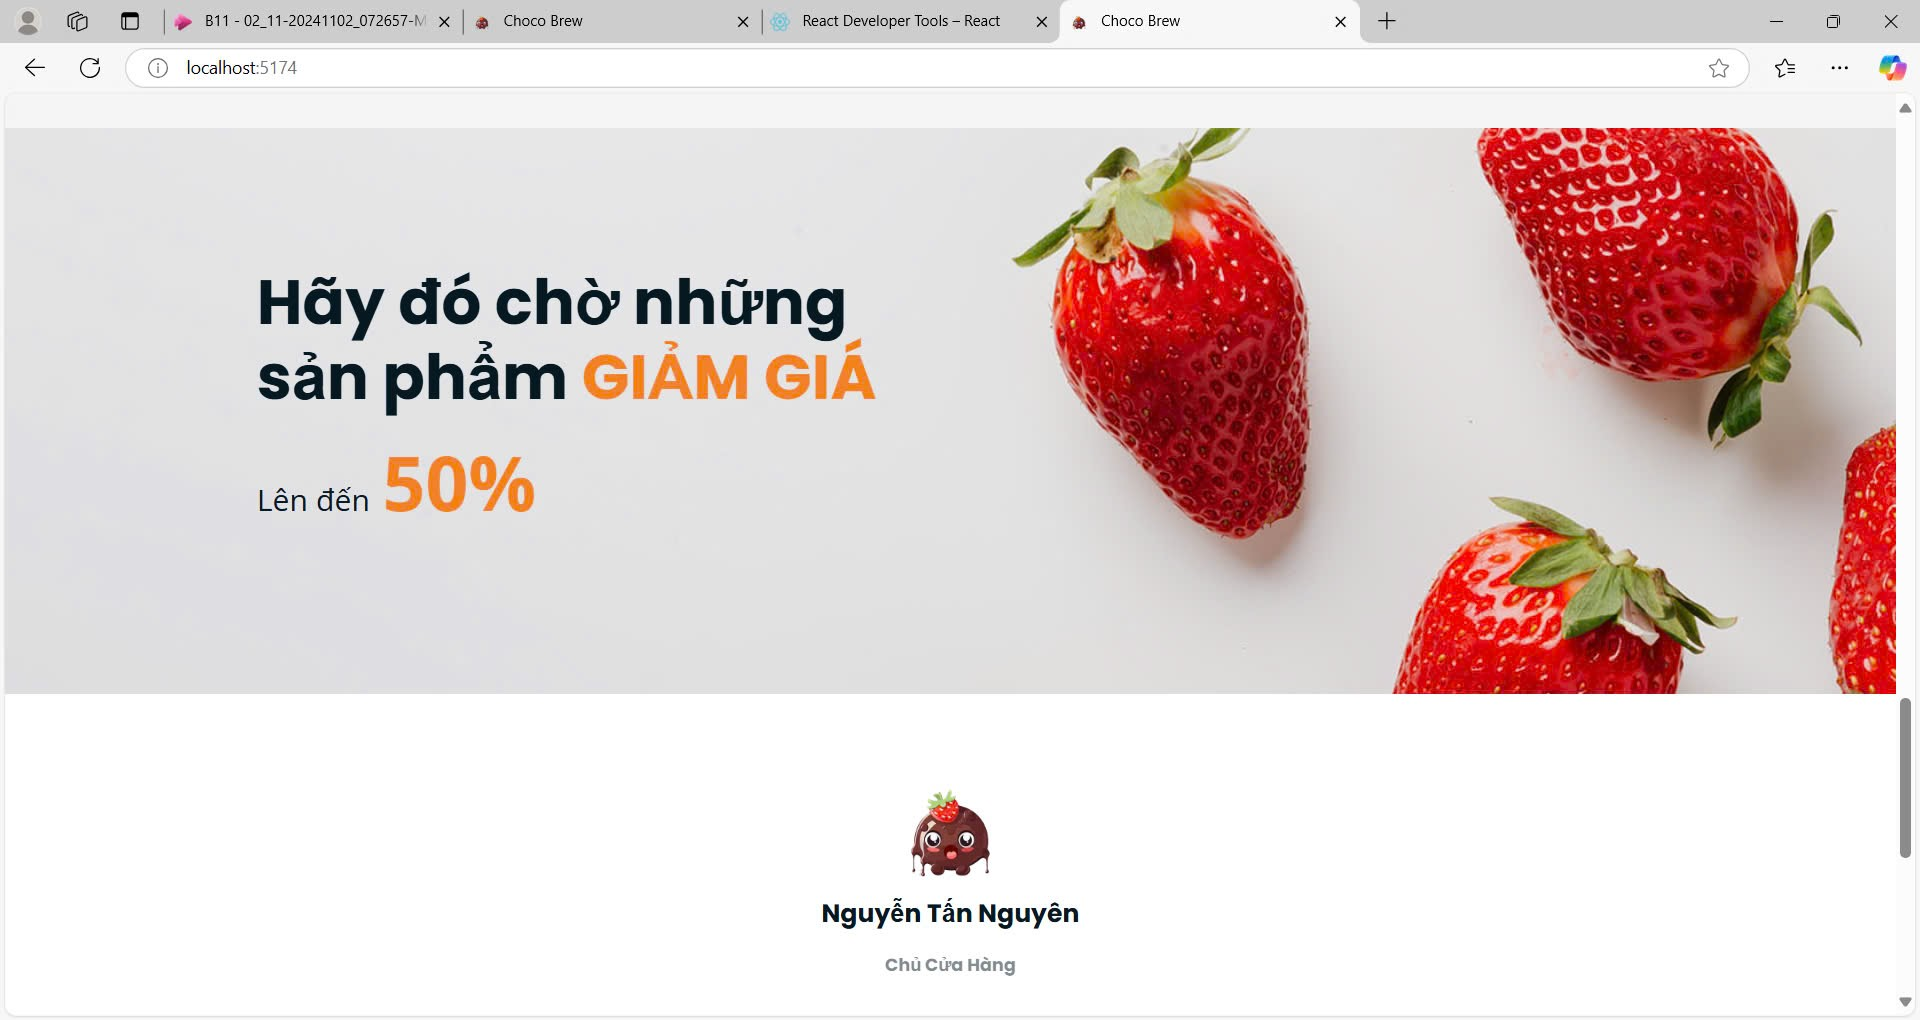 B11 - 02_11-20241102_072657-M
Choco Brew
React Developer Tools – React
Choco Brew
localhost:5174
Hãy đó chờ những
sản phẩm GIẢM GIÁ
Lên đến 50%
Nguyễn Tấn Nguyên
Chủ Cửa Hàng